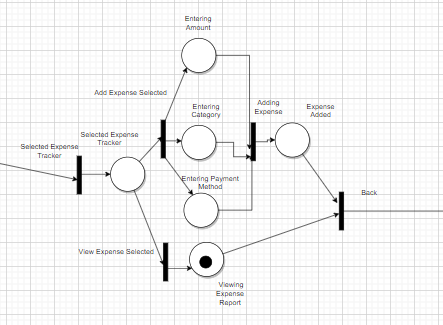 Entering
Amount
Add Expense Selected
Entering
Category
Adding
Expense
Expense
Added
Selected Expense
Tracker
Selected Expense
Tracker
Entering Payment
Method
Back
View Expense Selected
Viewing
Expense
Report